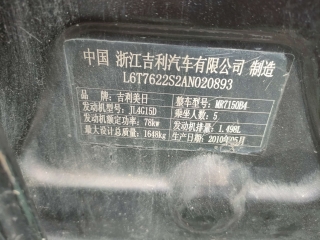 中国 浙江吉利汽车有限公司 制造
L6T7622S2AN020893
品牌：吉利美日 整车型号：MR7150B4
发动机型号：JL4G15D 乘坐人数：5
发动机额定功率：78kW 发动机排量：1.498L
最大设计总质量：1648kg 生产日期：2010年05月